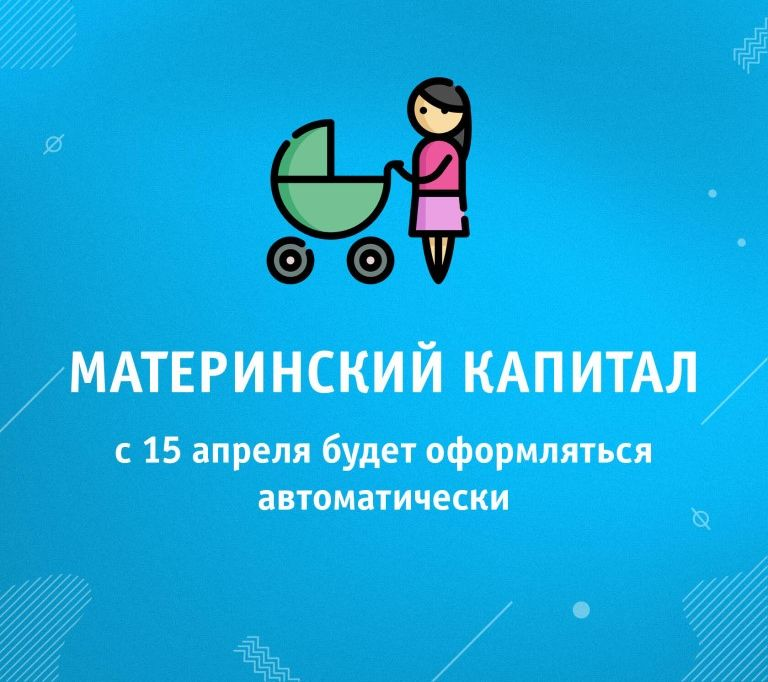 МАТЕРИНСКИЙ КАПИТАЛ
с 15 апреля будет оформляться
автоматически